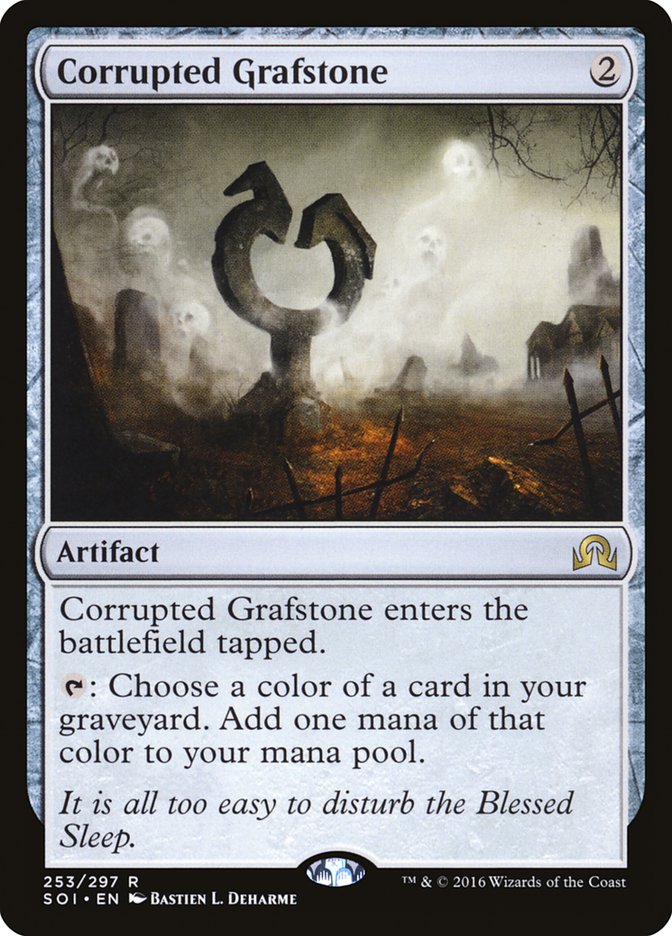 Corrupted Grafstone 2
Artifact
Corrupted Grafstone enters the
battlefield tapped.
: Choose a color of a card in your
graveyard. Add one mana of that
color to your mana pool.
It is all too easy to disturb the Blessed
Sleep.
253/297 R
SOI • EN Bastien L. Deharme
™ & © 2016 Wizards of the Coast